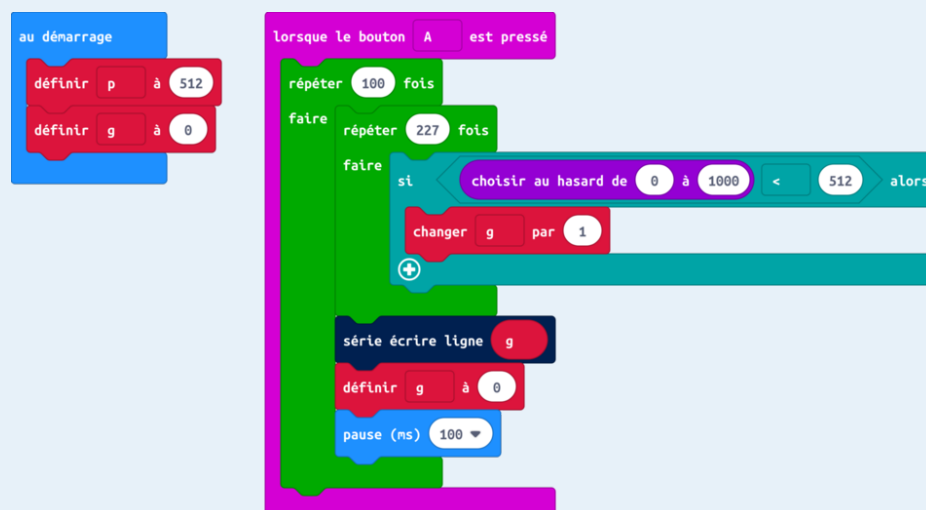 au démarrage
définir p à 512
définir g à 0
lorsque le bouton A est pressé
répéter 100 fois
faire
répéter 227 fois
faire
si choisir au hasard de 0 à 1000 < 512 alors
changer g par 1
série écrire ligne g
définir g à 0
pause (ms) 100